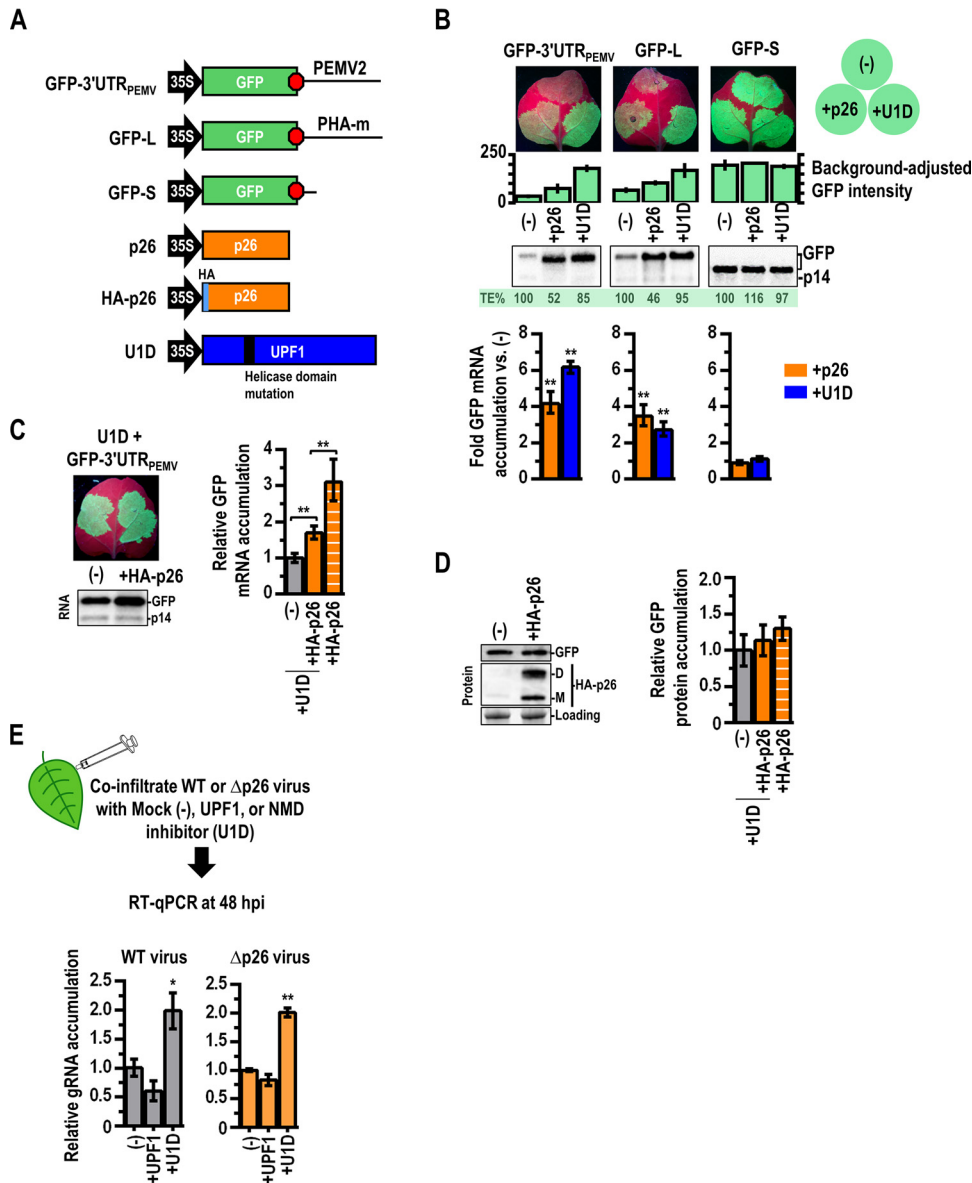 A
GFP-3'UTRPEMV
35S
GFP
PEMV2
GFP-L
35S
GFP
PHA-m
GFP-S
35S
GFP
p26
35S
p26
HA
HA-p26
35S
p26
U1D
35S
UPF1
Helicase domain
mutation
B
GFP-3'UTRPEMV
GFP-L
GFP-S
(-)
+p26
+U1D
250
0
Background-adjusted
GFP intensity
(-)
+p26
+U1D
(-)
+p26
+U1D
(-)
+p26
+U1D
GFP
p14
TE%
100 52 85
100 46 95
100 116 97
Fold GFP mRNA
accumulation vs. (-)
8
6
4
2
0
**
**
8
6
4
2
0
**
**
8
6
4
2
0
+p26
+U1D
C
U1D +
GFP-3'UTRPEMV
(-)
+HA-p26
RNA
-GFP
-p14
Relative GFP
mRNA accumulation
4
3
2
1
0
**
**
(-)
+HA-p26
+HA-p26
+U1D
D
(-)
+HA-p26
Protein
-GFP
-D
-M
HA-p26
-Loading
Relative GFP
protein accumulation
2.0
1.5
1.0
0.5
0
(-)
+HA-p26
+HA-p26
+U1D
E
Co-infiltrate WT or Δp26 virus
with Mock (-), UPF1, or NMD
inhibitor (U1D)
RT-qPCR at 48 hpi
WT virus
Δp26 virus
Relative gRNA accumulation
2.5
2.0
1.5
1.0
0.5
0
*
(-)
+UPF1
+U1D
2.5
2.0
1.5
1.0
0.5
0
**
(-)
+UPF1
+U1D